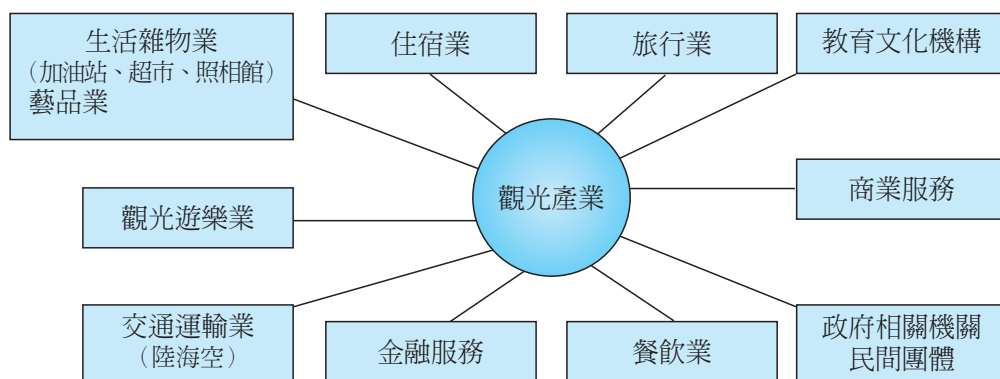 生活雜物業
（加油站、超市、照相館）
藝品業
住宿業
旅行業
教育文化機構
觀光產業
商業服務
觀光遊樂業
交通運輸業
（陸海空）
金融服務
餐飲業
政府相關機關
民間團體